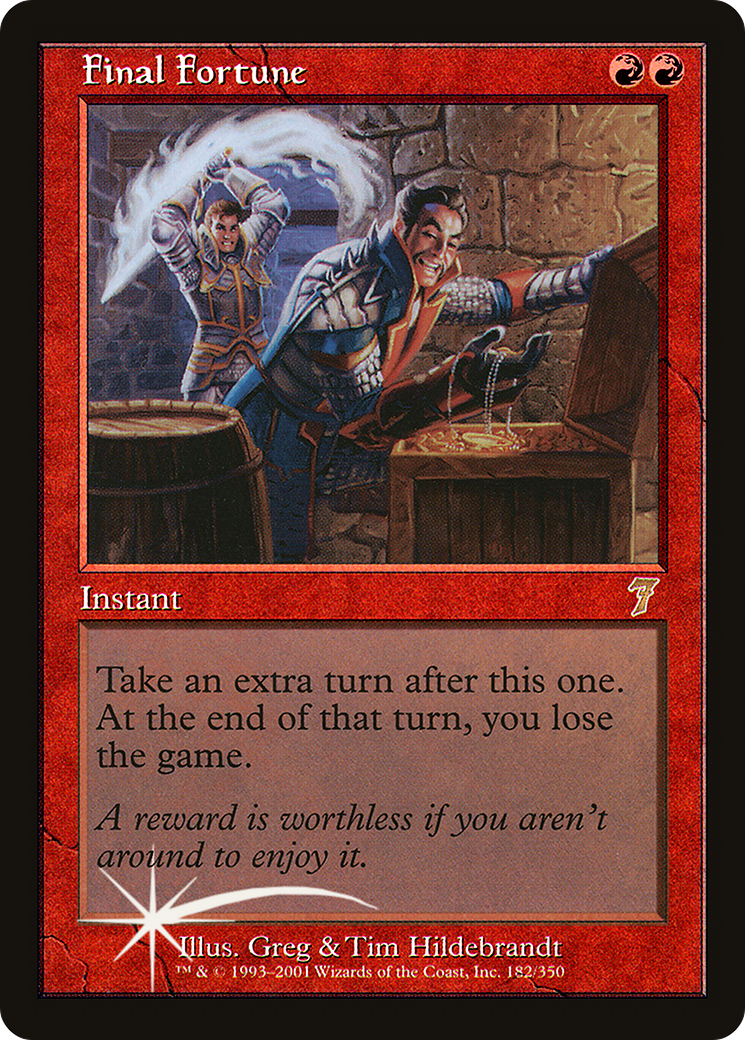 Final Fortune
Instant
7
Take an extra turn after this one.
At the end of that turn, you lose
the game.
A reward is worthless if you aren't
around to enjoy it.
Illus. Greg & Tim Hildebrandt
™ & © 1993–2001 Wizards of the Coast, Inc. 182/350